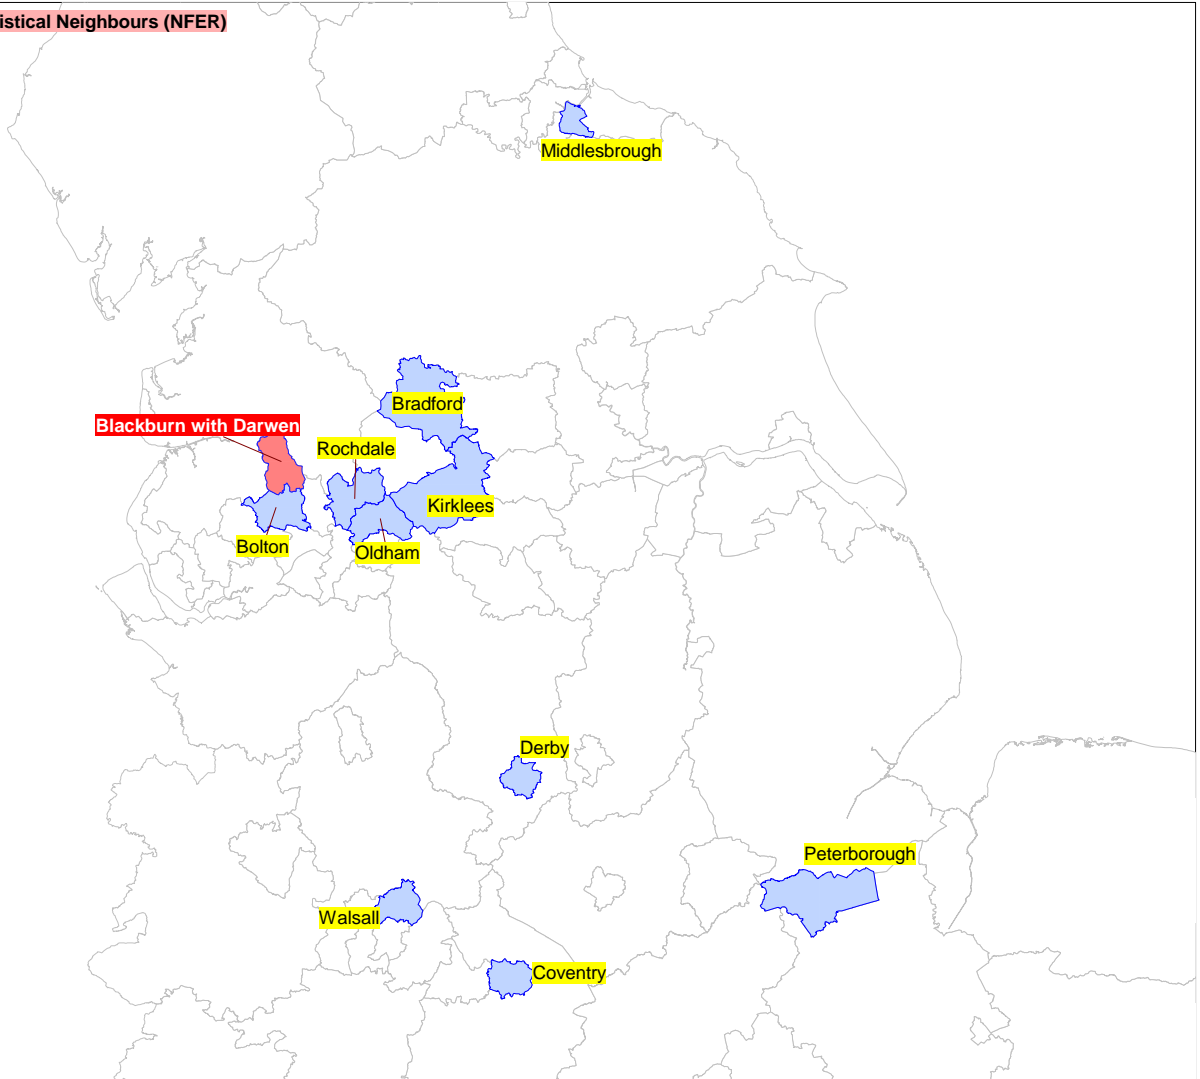 istical Neighbours (NFER)
Middlesbrough
Bradford
Blackburn with Darwen
Rochdale
Kirklees
Bolton
Oldham
Derby
Peterborough
Walsall
Coventry